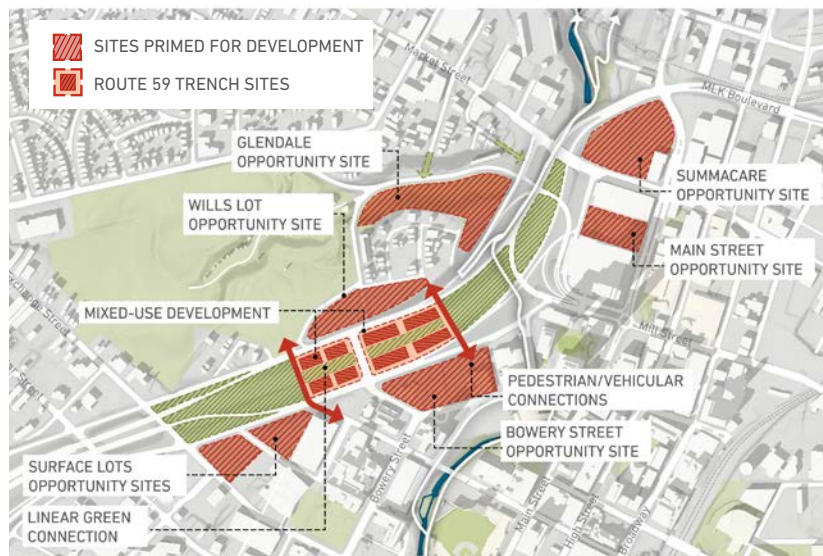 SITES PRIMED FOR DEVELOPMENT
ROUTE 59 TRENCH SITES
Market Street
MLK Boulevard
GLENDALE
OPPORTUNITY SITE
SUMMACARE
OPPORTUNITY SITE
WILLS LOT
OPPORTUNITY SITE
MAIN STREET
OPPORTUNITY SITE
MIXED-USE DEVELOPMENT
Mill Street
PEDESTRIAN/VEHICULAR
CONNECTIONS
BOWERY STREET
OPPORTUNITY SITE
SURFACE LOTS
OPPORTUNITY SITES
Bowery Street
LINEAR GREEN
CONNECTION
Main Street
High Street
Broadway